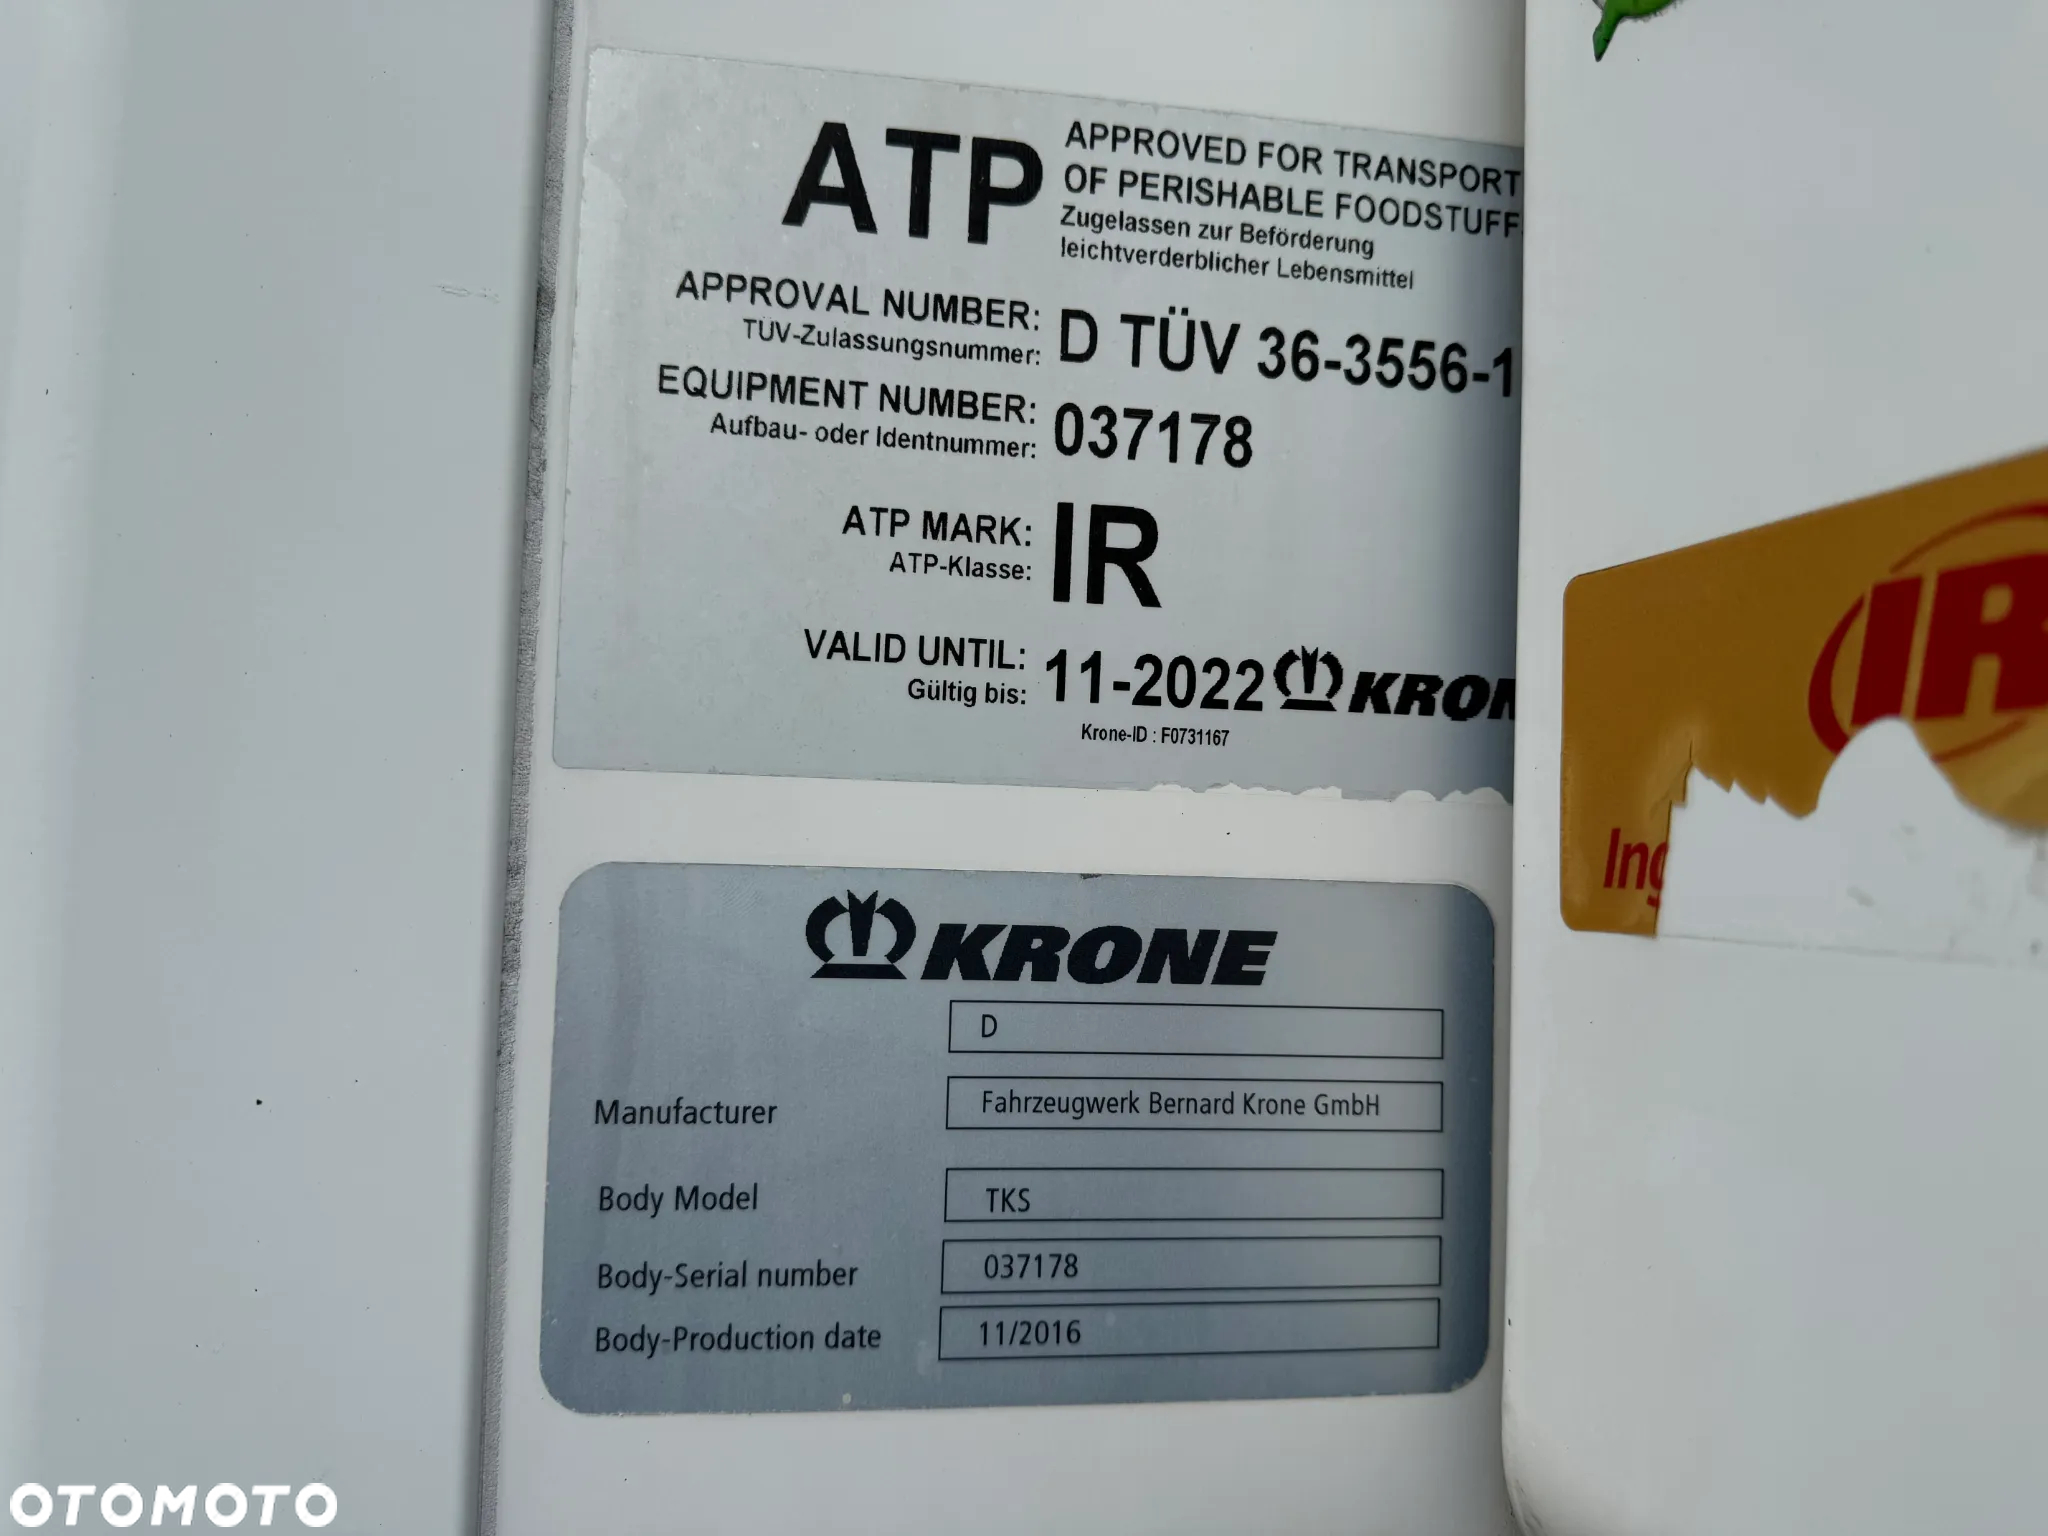 ATP
APPROVED FOR TRANSPORT
OF PERISHABLE FOODSTUFF
Zugelassen zur Beförderung
leichtverderblicher Lebensmittel
APPROVAL NUMBER: D TÜV 36-3556-1
TÜV-Zulassungsnummer:
EQUIPMENT NUMBER: 037178
Aufbau- oder Identnummer:
ATP MARK: IR
ATP-Klasse:
VALID UNTIL: 11-2022 KRON
Gültig bis:
Krone-ID : F0731167
KRONE
D
Manufacturer Fahrzeugwerk Bernard Krone GmbH
Body Model TKS
Body-Serial number 037178
Body-Production date 11/2016
IR
Ing
OTOMOTO